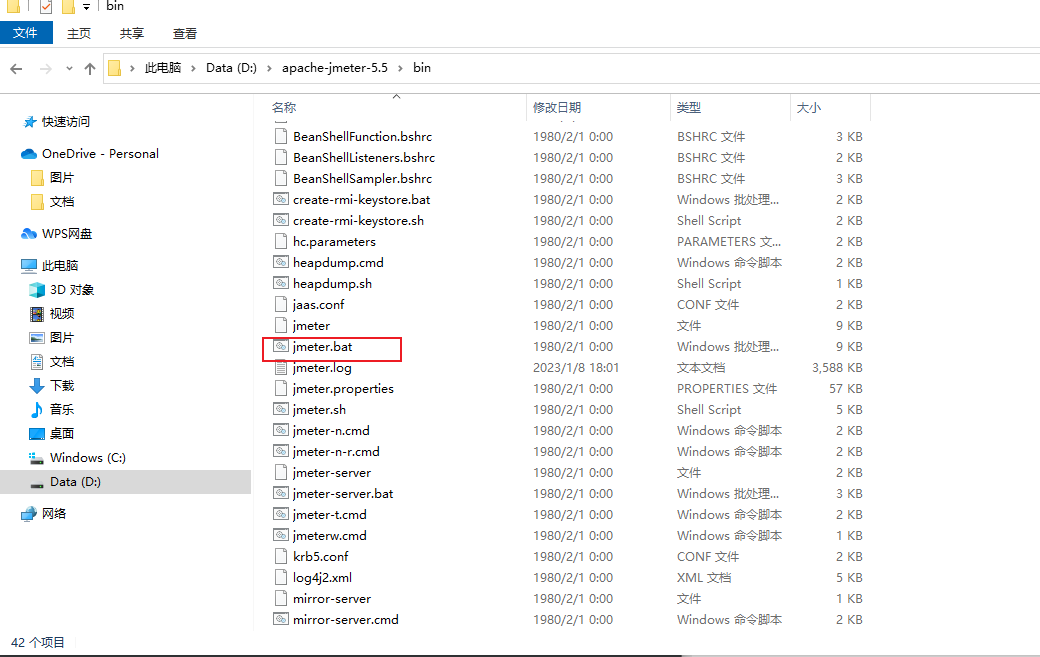 bin
文件 主页 共享 查看
此电脑 Data (D:) apache-jmeter-5.5 bin
名称 修改日期 类型 大小
快速访问
OneDrive - Personal
图片
文档
WPS网盘
此电脑
3D 对象
视频
图片
文档
下载
音乐
桌面
Windows (C:)
Data (D:)
网络
BeanShellFunction.bshrc 1980/2/1 0:00 BSHRC 文件 3 KB
BeanShellListeners.bshrc 1980/2/1 0:00 BSHRC 文件 2 KB
BeanShellSampler.bshrc 1980/2/1 0:00 BSHRC 文件 3 KB
create-rmi-keystore.bat 1980/2/1 0:00 Windows 批处理... 2 KB
create-rmi-keystore.sh 1980/2/1 0:00 Shell Script 2 KB
hc.parameters 1980/2/1 0:00 PARAMETERS 文... 2 KB
heapdump.cmd 1980/2/1 0:00 Windows 命令脚本 2 KB
heapdump.sh 1980/2/1 0:00 Shell Script 1 KB
jaas.conf 1980/2/1 0:00 CONF 文件 2 KB
jmeter 1980/2/1 0:00 文件 9 KB
jmeter.bat 1980/2/1 0:00 Windows 批处理... 9 KB
jmeter.log 2023/1/8 18:01 文本文档 3,588 KB
jmeter.properties 1980/2/1 0:00 PROPERTIES 文件 57 KB
jmeter.sh 1980/2/1 0:00 Shell Script 5 KB
jmeter-n.cmd 1980/2/1 0:00 Windows 命令脚本 2 KB
jmeter-n-r.cmd 1980/2/1 0:00 Windows 命令脚本 2 KB
jmeter-server 1980/2/1 0:00 文件 2 KB
jmeter-server.bat 1980/2/1 0:00 Windows 批处理... 3 KB
jmeter-t.cmd 1980/2/1 0:00 Windows 命令脚本 2 KB
jmeterw.cmd 1980/2/1 0:00 Windows 命令脚本 1 KB
krb5.conf 1980/2/1 0:00 CONF 文件 2 KB
log4j2.xml 1980/2/1 0:00 XML 文档 5 KB
mirror-server 1980/2/1 0:00 文件 1 KB
mirror-server.cmd 1980/2/1 0:00 Windows 命令脚本 2 KB
42 个项目